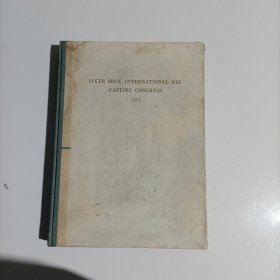 SIXTH SDCE INTERNATIONAL DIE
CASTING CONGRESS
1970